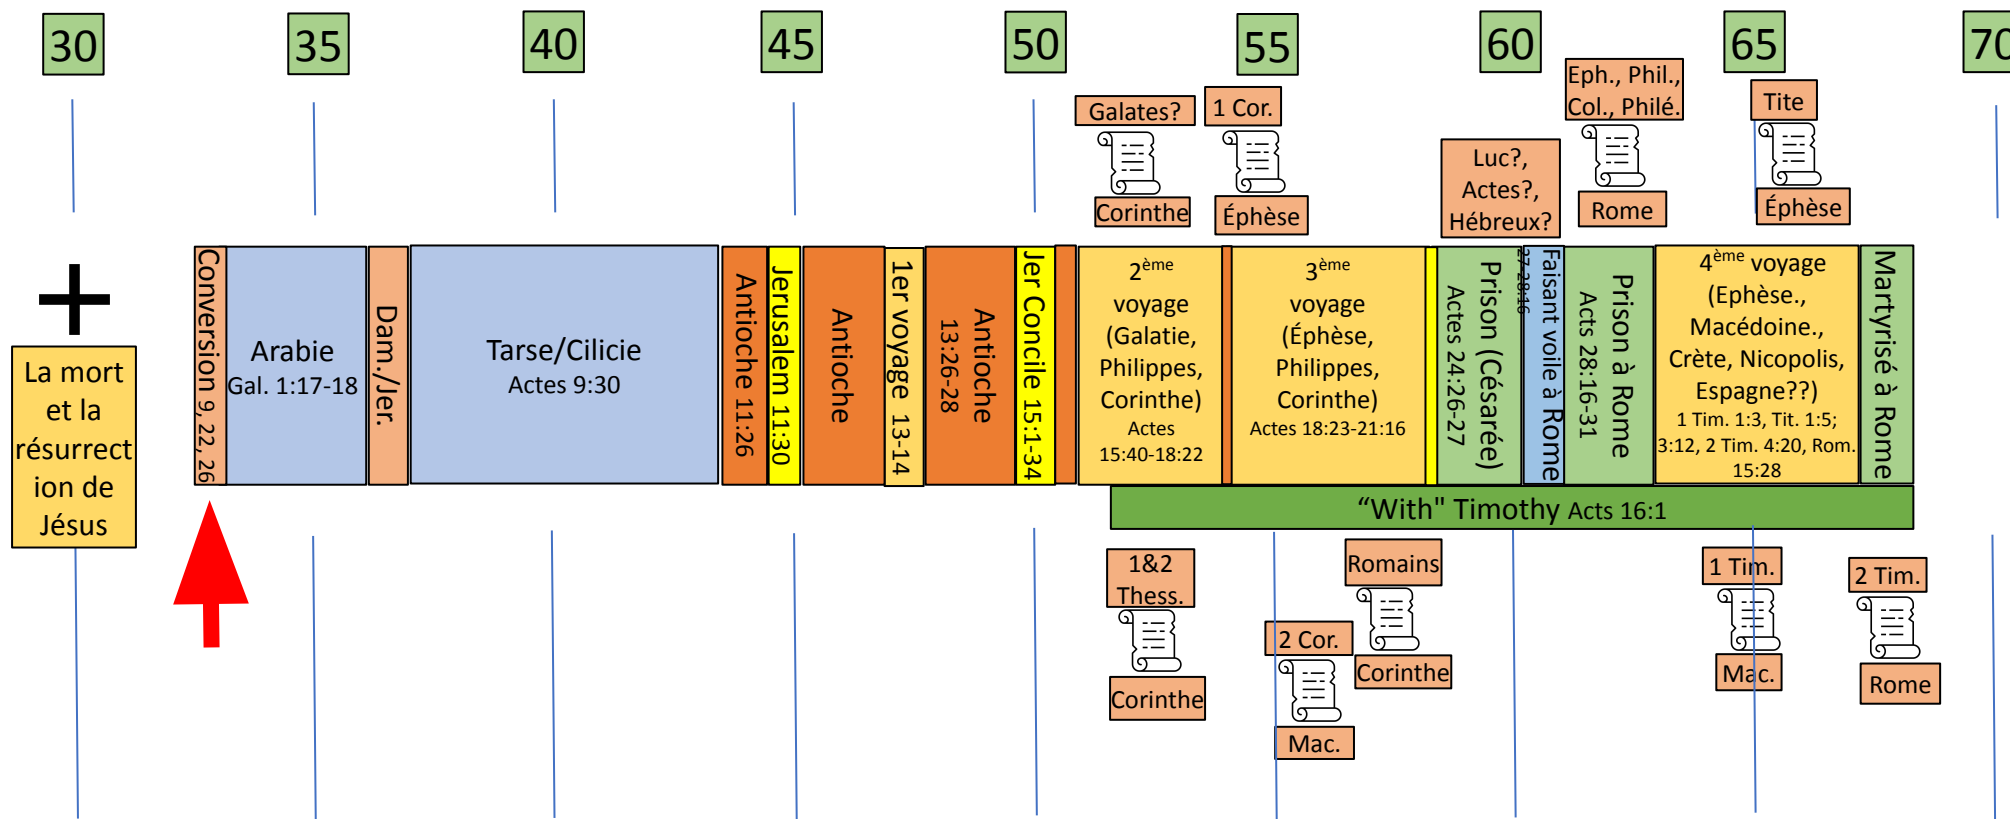 30
35
40
45
50
55
60
65
70
Galates?
Corinthe
1 Cor.
Éphèse
Luc?,
Actes?,
Hébreux?
Eph., Phil.,
Col., Philé.
Rome
Tite
Éphèse
La mort
et la
résurrect
ion de
Jésus
Conversion 9, 22, 26
Arabie
Gal. 1:17-18
Dam./Jer.
Tarse/Cilicie
Actes 9:30
Antioche 11:26
Jerusalem 11:30
Antioche
1er voyage 13-14
Antioche
13:26-28
Jer Concile 15:1-34
2ème
voyage
(Galatie,
Philippes,
Corinthe)
Actes
15:40-18:22
3ème
voyage
(Éphèse,
Philippes,
Corinthe)
Actes 18:23-21:16
Prison (Césarée)
Actes 24:26-27
Faisant voile à Rome
27-28:16
Prison à Rome
Acts 28:16-31
4ème voyage
(Ephèse.,
Macédoine.,
Crète, Nicopolis,
Espagne??)
1 Tim. 1:3, Tit. 1:5;
3:12, 2 Tim. 4:20, Rom.
15:28
Martyrisé à Rome
“With" Timothy Acts 16:1
1&2
Thess.
Corinthe
2 Cor.
Mac.
Romains
Corinthe
1 Tim.
Mac.
2 Tim.
Rome